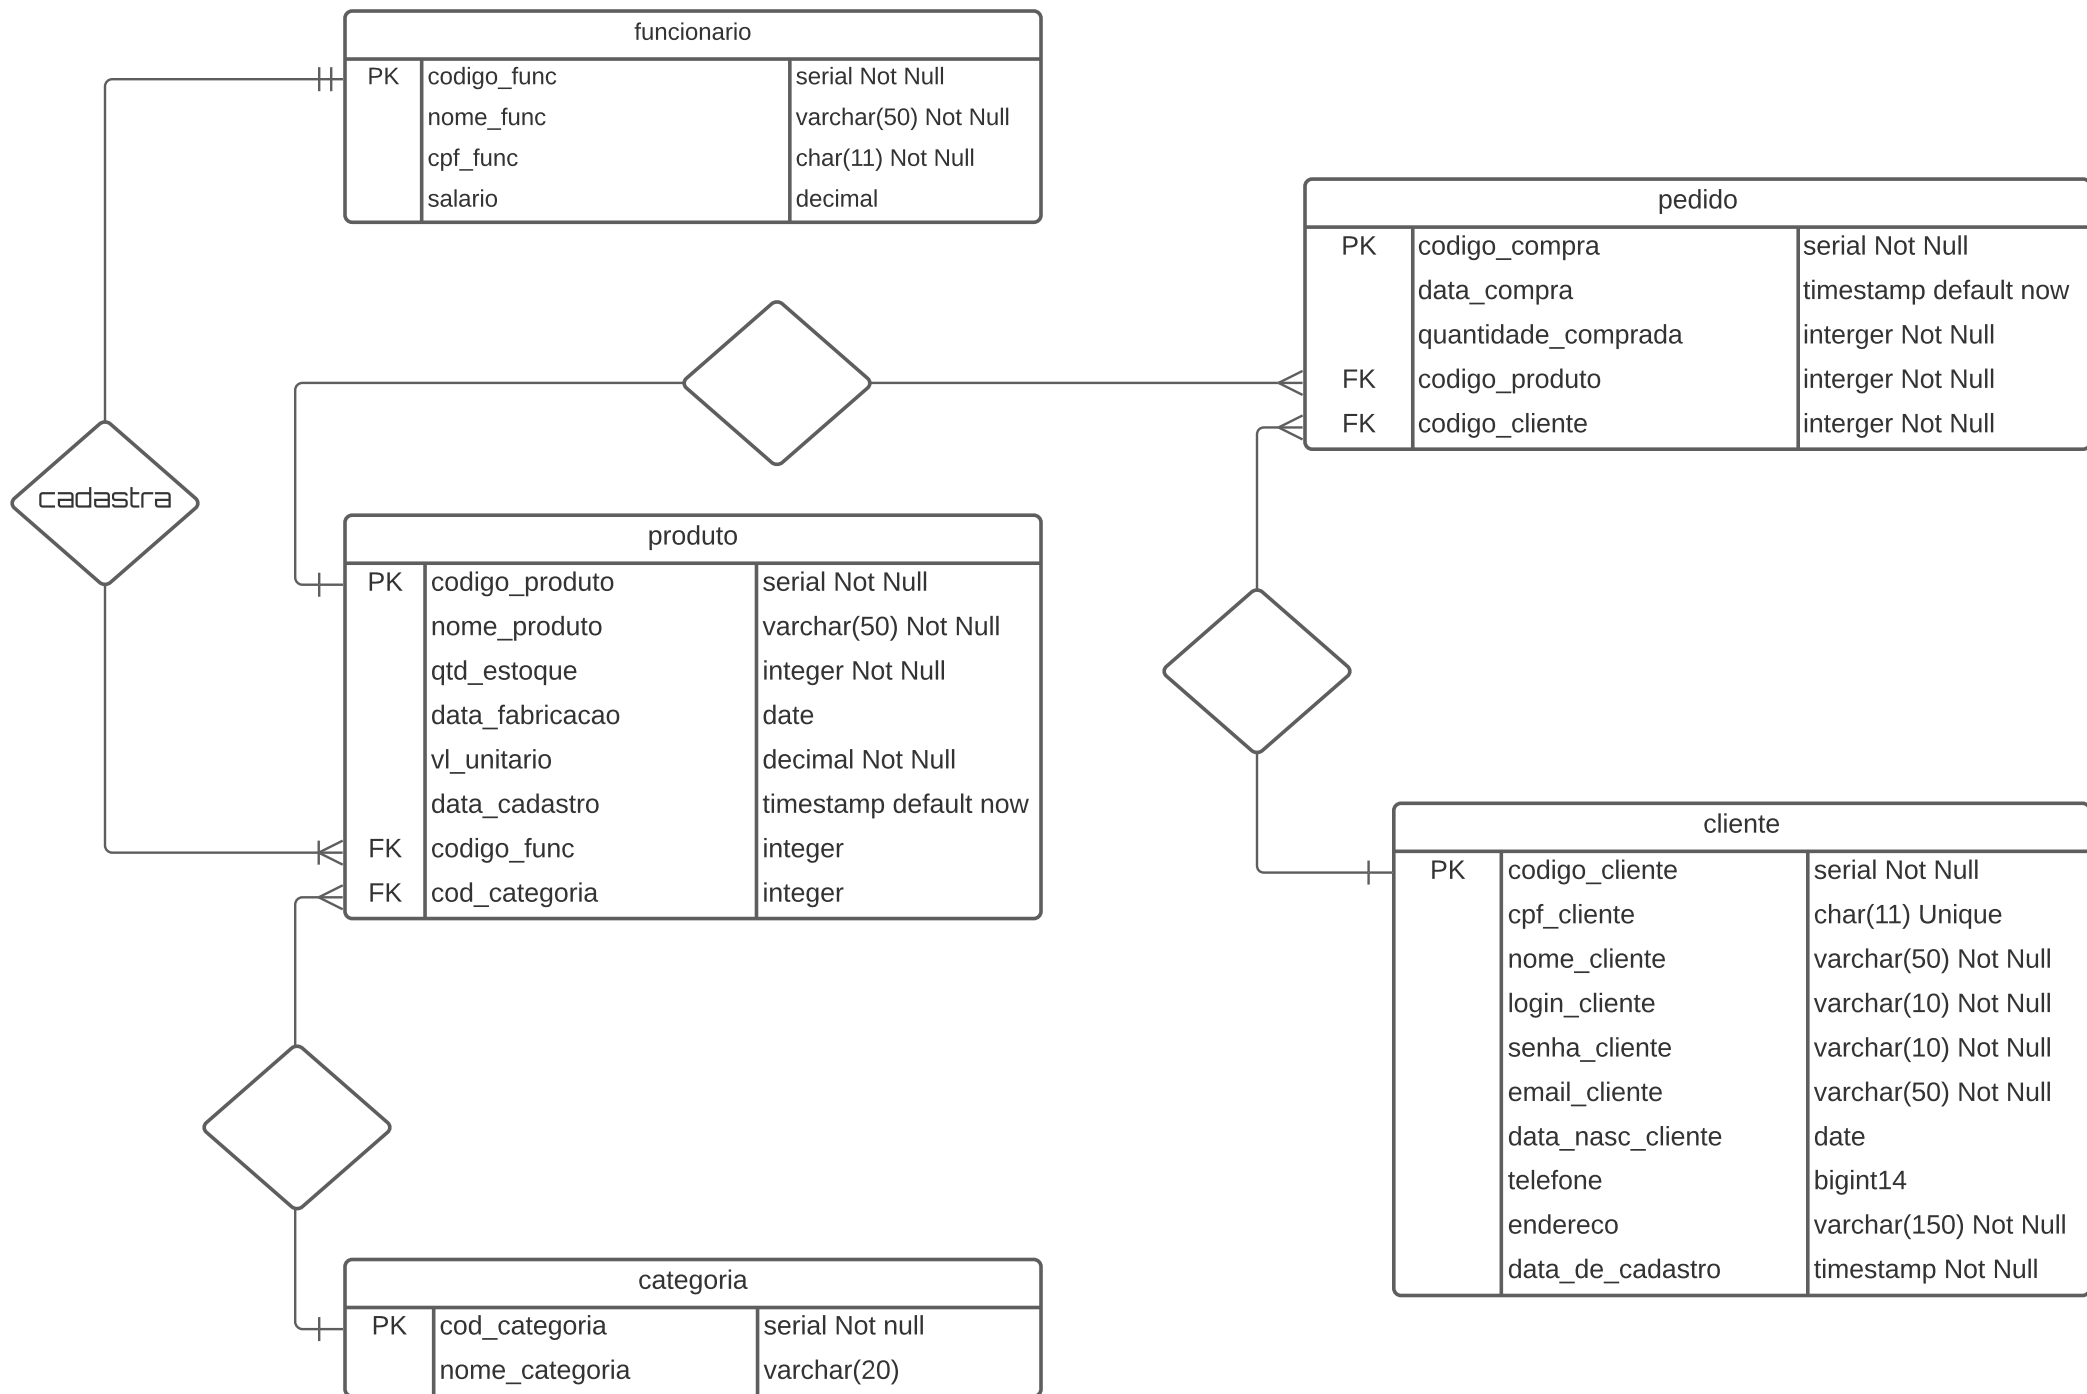 funcionario
PK codigo_func serial Not Null
nome_func varchar(50) Not Null
cpf_func char(11) Not Null
salario decimal
pedido
PK codigo_compra serial Not Null
data_compra timestamp default now
quantidade_comprada interger Not Null
FK codigo_produto interger Not Null
FK codigo_cliente interger Not Null
cadastra
produto
PK codigo_produto serial Not Null
nome_produto varchar(50) Not Null
qtd_estoque integer Not Null
data_fabricacao date
vl_unitario decimal Not Null
data_cadastro timestamp default now
FK codigo_func integer
FK cod_categoria integer
cliente
PK codigo_cliente serial Not Null
cpf_cliente char(11) Unique
nome_cliente varchar(50) Not Null
login_cliente varchar(10) Not Null
senha_cliente varchar(10) Not Null
email_cliente varchar(50) Not Null
data_nasc_cliente date
telefone bigint14
endereco varchar(150) Not Null
data_de_cadastro timestamp Not Null
categoria
PK cod_categoria serial Not null
nome_categoria varchar(20)